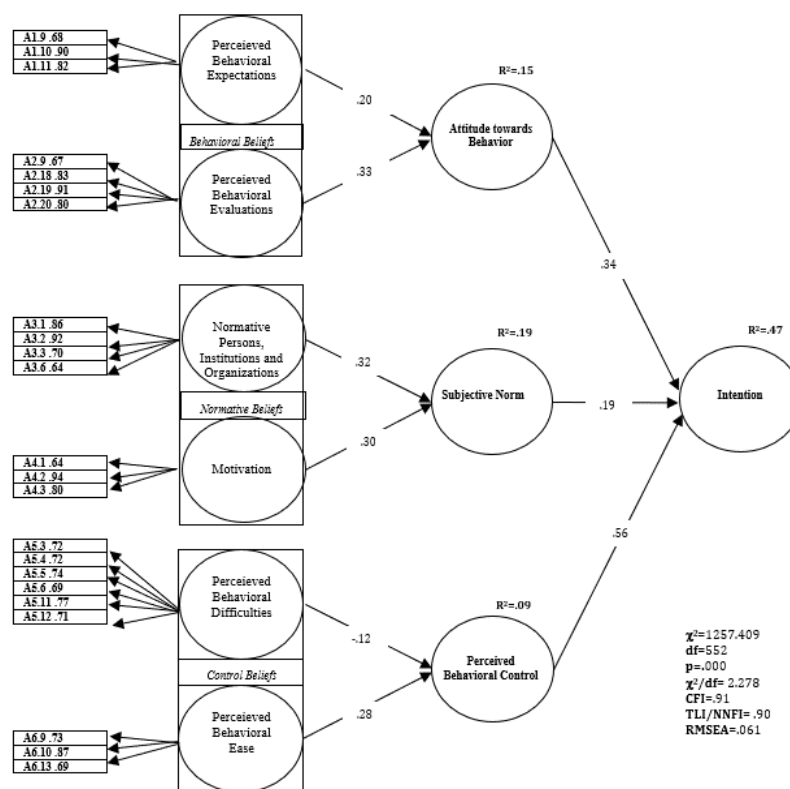 A1.9 .68
A1.10 .90
A1.11 .82
Perceieved
Behavioral
Expectations
Behavioral Beliefs
A2.9 .67
A2.18 .83
A2.19 .91
A2.20 .80
Perceieved
Behavioral
Evaluations
.20
.33
R²=.15
Attitude towards
Behavior
.34
A3.1 .86
A3.2 .92
A3.3 .70
A3.6 .64
Normative
Persons,
Institutions and
Organizations
Normative Beliefs
A4.1 .64
A4.2 .94
A4.3 .80
Motivation
.32
.30
R²=.19
Subjective Norm
.19
R²=.47
Intention
A5.3 .72
A5.4 .72
A5.5 .74
A5.6 .69
A5.11 .77
A5.12 .71
Perceieved
Behavioral
Difficulties
Control Beliefs
A6.9 .73
A6.10 .87
A6.13 .69
Perceieved
Behavioral
Ease
-.12
.28
R²=.09
Perceived
Behavioral Control
.56
χ²=1257.409
df=552
p=.000
χ²/df= 2.278
CFI=.91
TLI/NNFI= .90
RMSEA=.061